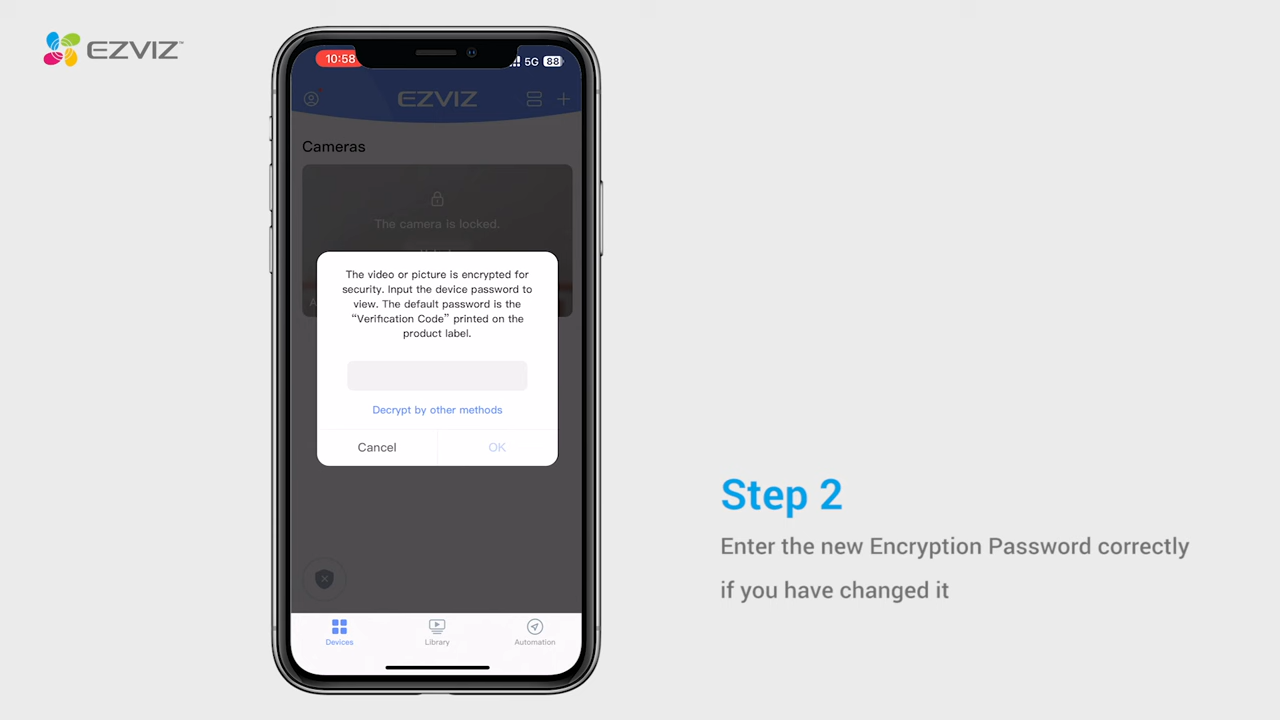 EZVIZ™
10:58
5G 88
EZVIZ
Cameras
The camera is locked.
The video or picture is encrypted for
security. Input the device password to
view. The default password is the
“Verification Code” printed on the
product label.
Decrypt by other methods
Cancel
OK
Step 2
Enter the new Encryption Password correctly
if you have changed it
Devices
Library
Automation